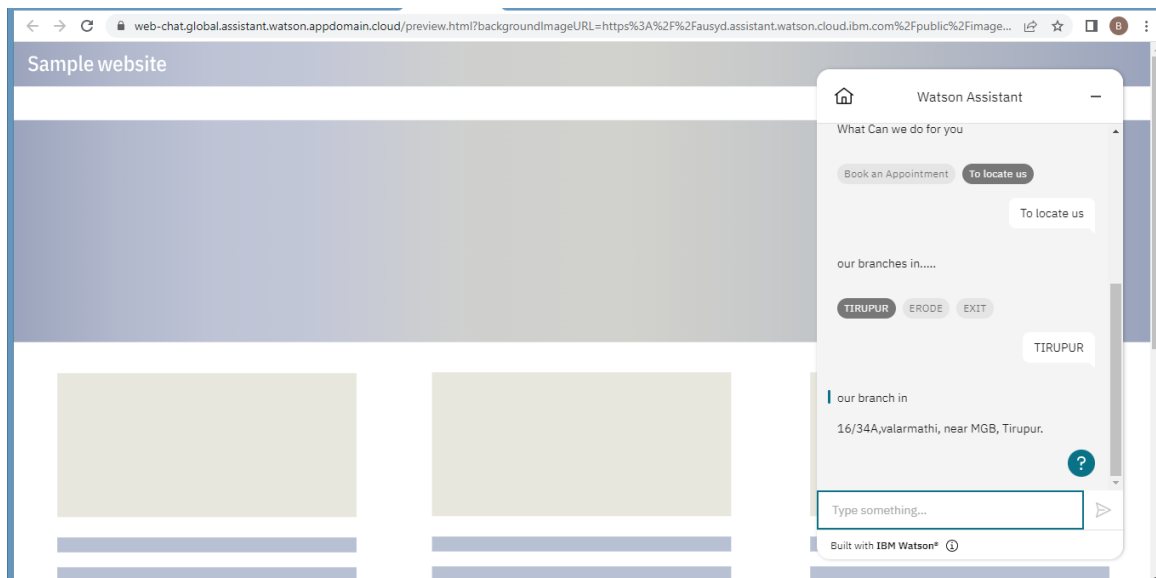 web-chat.global.assistant.watson.appdomain.cloud/preview.html?backgroundImageURL=https%3A%2F%2Fausyd.assistant.watson.cloud.ibm.com%2Fpublic%2Fimage...
B
Sample website
Watson Assistant
What Can we do for you
Book an Appointment To locate us
To locate us
our branches in.....
TIRUPUR ERODE EXIT
TIRUPUR
our branch in
16/34A,valarmathi, near MGB, Tirupur.
?
Type something...
Built with IBM Watson®